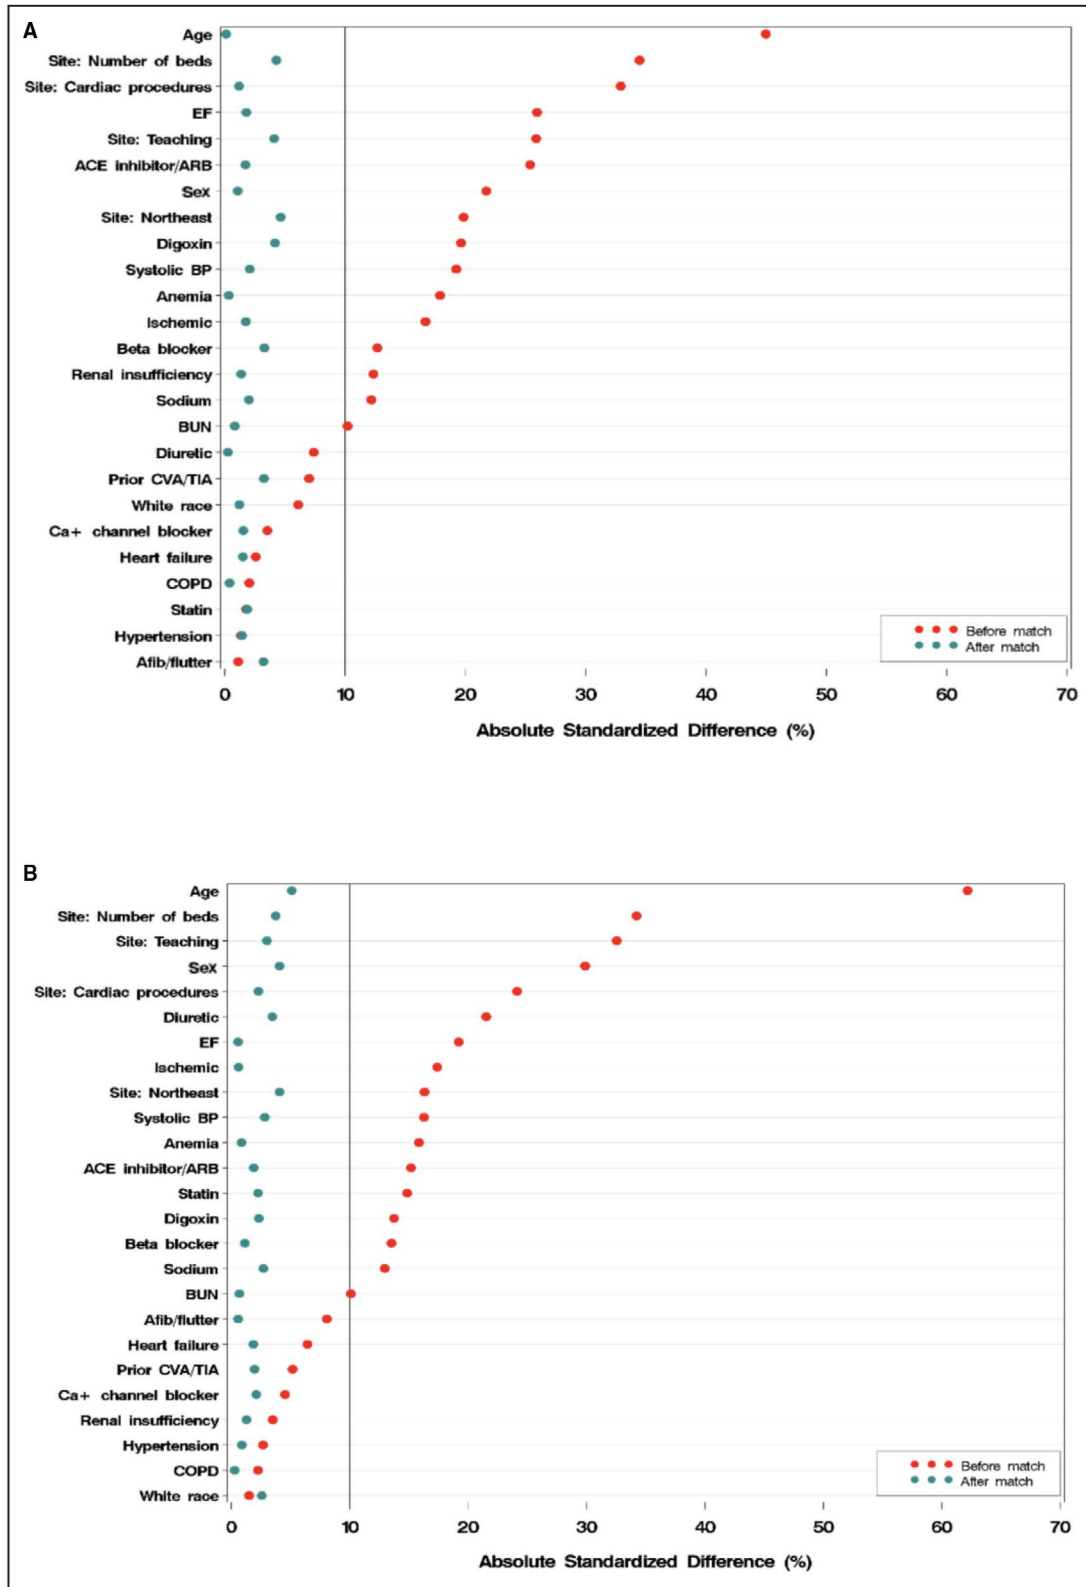 A
Age
Site: Number of beds
Site: Cardiac procedures
EF
Site: Teaching
ACE inhibitor/ARB
Sex
Site: Northeast
Digoxin
Systolic BP
Anemia
Ischemic
Beta blocker
Renal insufficiency
Sodium
BUN
Diuretic
Prior CVA/TIA
White race
Ca+ channel blocker
Heart failure
COPD
Statin
Hypertension
Afib/flutter
Before match
After match
0 10 20 30 40 50 60 70
Absolute Standardized Difference (%)
B
Age
Site: Number of beds
Site: Teaching
Sex
Site: Cardiac procedures
Diuretic
EF
Ischemic
Site: Northeast
Systolic BP
Anemia
ACE inhibitor/ARB
Statin
Digoxin
Beta blocker
Sodium
BUN
Afib/flutter
Heart failure
Prior CVA/TIA
Ca+ channel blocker
Renal insufficiency
Hypertension
COPD
White race
Before match
After match
0 10 20 30 40 50 60 70
Absolute Standardized Difference (%)